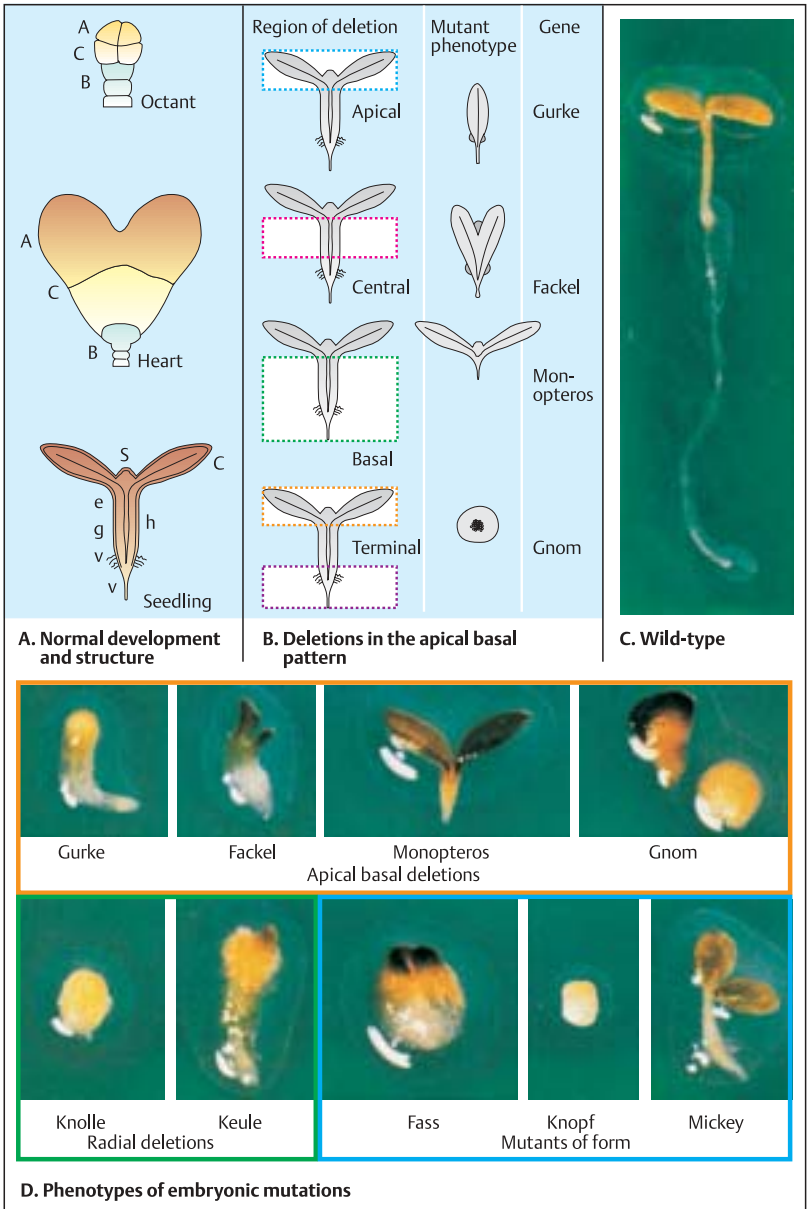 A
C
B
Octant
A
C
B
Heart
S
C
e
h
g
v
v
Seedling
A. Normal development
and structure
Region of deletion
Mutant
phenotype
Gene
Apical
Gurke
Central
Fackel
Basal
Mon-
opteros
Terminal
Gnom
B. Deletions in the apical basal
pattern
C. Wild-type
Gurke
Fackel
Monopteros
Gnom
Apical basal deletions
Knolle
Keule
Radial deletions
Fass
Knopf
Mickey
Mutants of form
D. Phenotypes of embryonic mutations